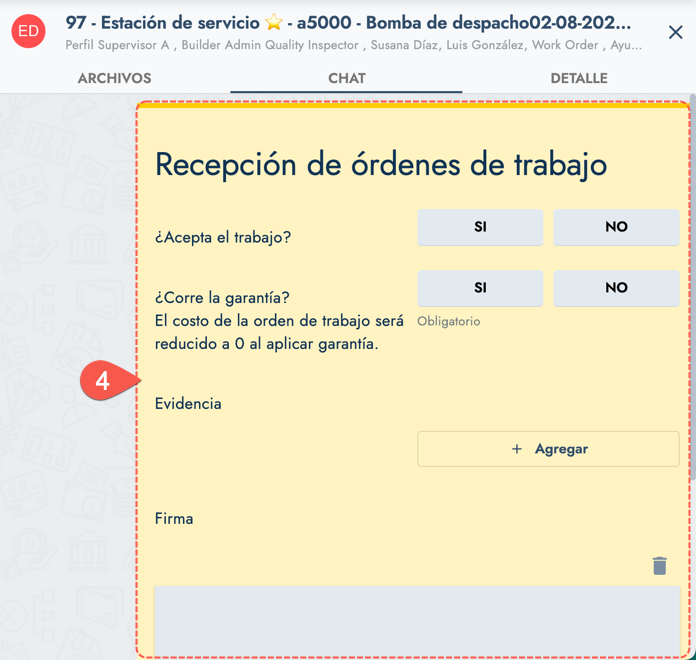 ED
97 - Estación de servicio ⭐ - a5000 - Bomba de despacho02-08-202...
Perfil Supervisor A , Builder Admin Quality Inspector , Susana Díaz, Luis González, Work Order , Ayu...
ARCHIVOS CHAT DETALLE
Recepción de órdenes de trabajo
¿Acepta el trabajo? SI NO
¿Corre la garantía? SI NO
El costo de la orden de trabajo será Obligatorio
reducido a 0 al aplicar garantía.
4
Evidencia
+ Agregar
Firma